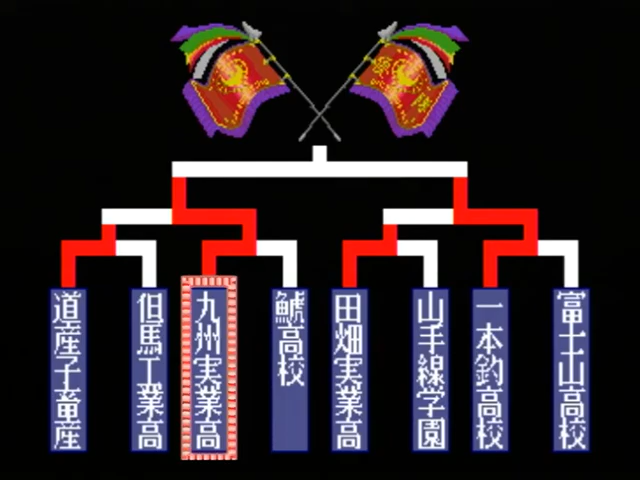 道産子畜産
但馬工業高
九州実業高
鯱高校
田畑実業高
山手線学園
一本釣高校
富士山高校